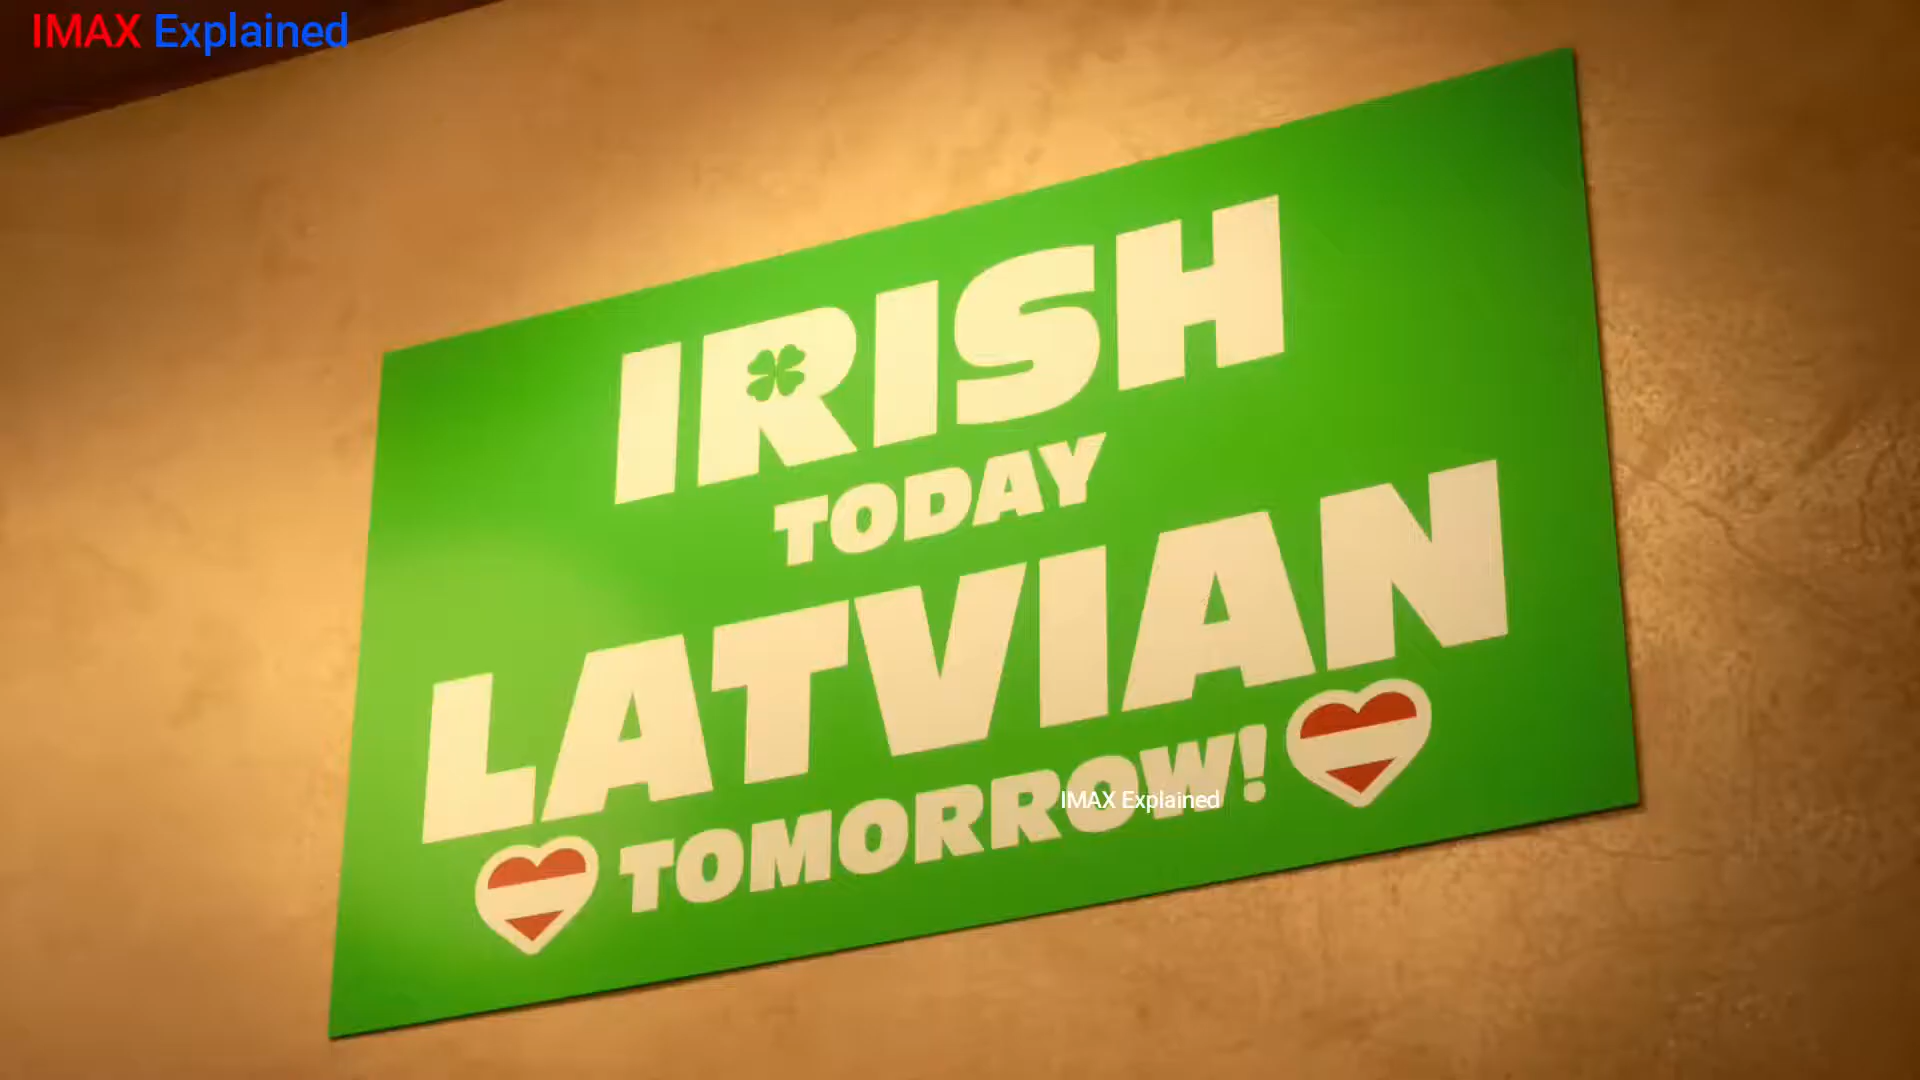 IMAX Explained
IRISH
TODAY
LATVIAN
TOMORROW!
IMAX Explained